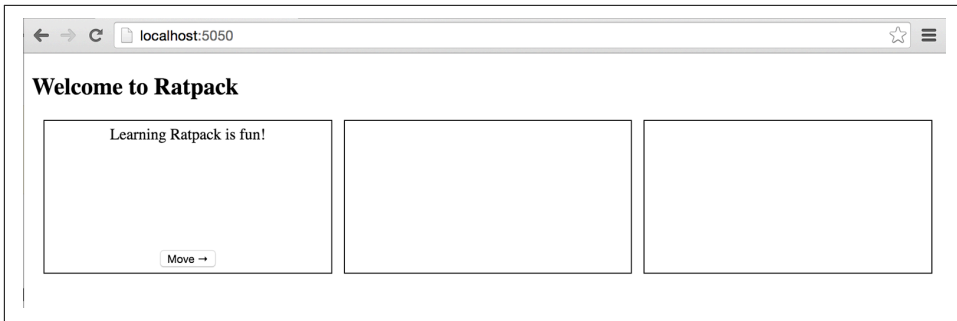 localhost:5050
Welcome to Ratpack
Learning Ratpack is fun!
Move →